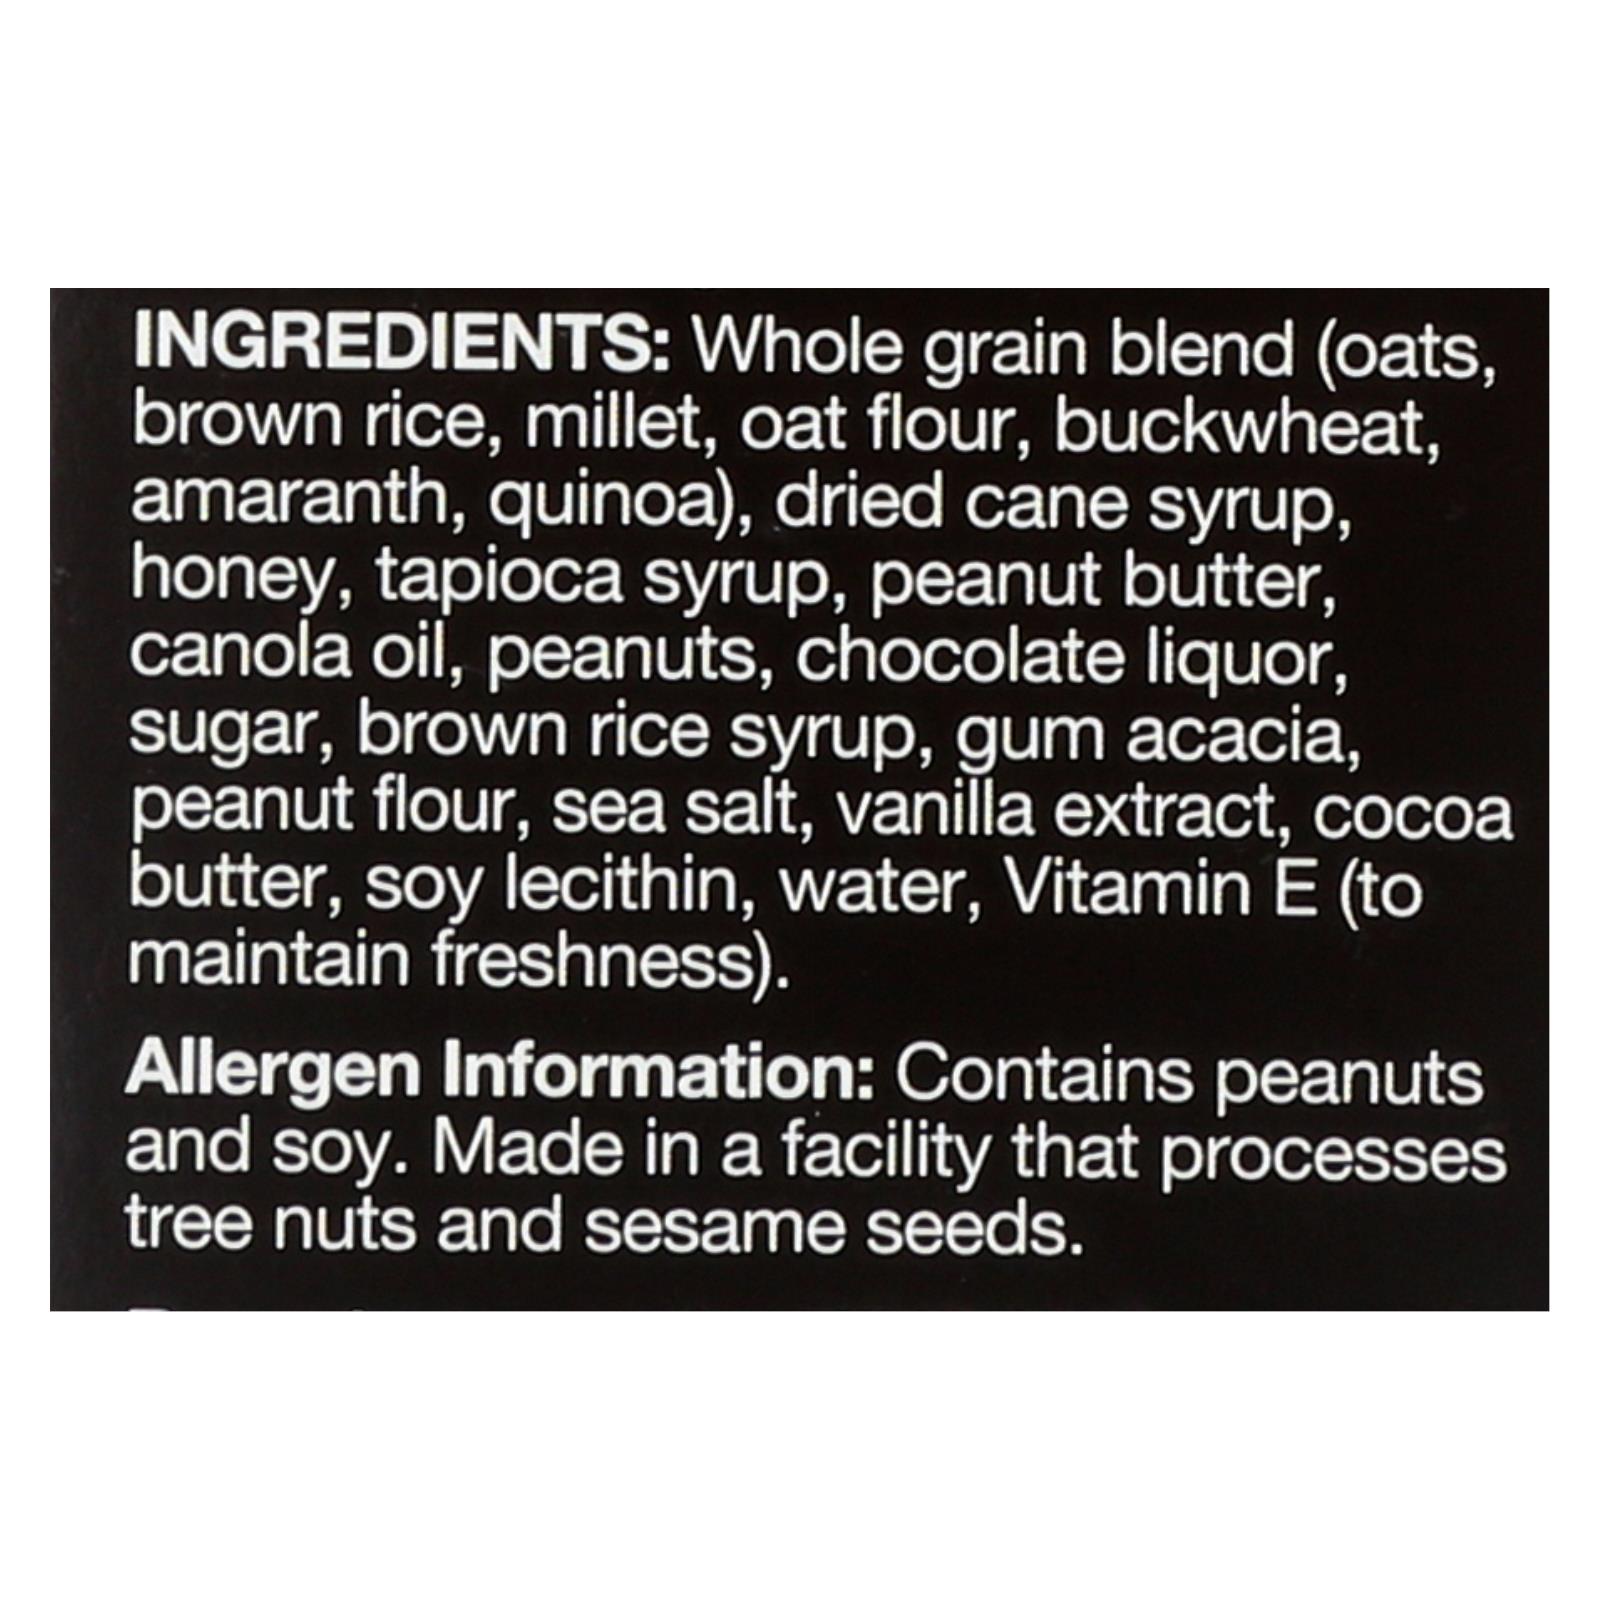 INGREDIENTS: Whole grain blend (oats,
brown rice, millet, oat flour, buckwheat,
amaranth, quinoa), dried cane syrup,
honey, tapioca syrup, peanut butter,
canola oil, peanuts, chocolate liquor,
sugar, brown rice syrup, gum acacia,
peanut flour, sea salt, vanilla extract, cocoa
butter, soy lecithin, water, Vitamin E (to
maintain freshness).
Allergen Information: Contains peanuts
and soy. Made in a facility that processes
tree nuts and sesame seeds.